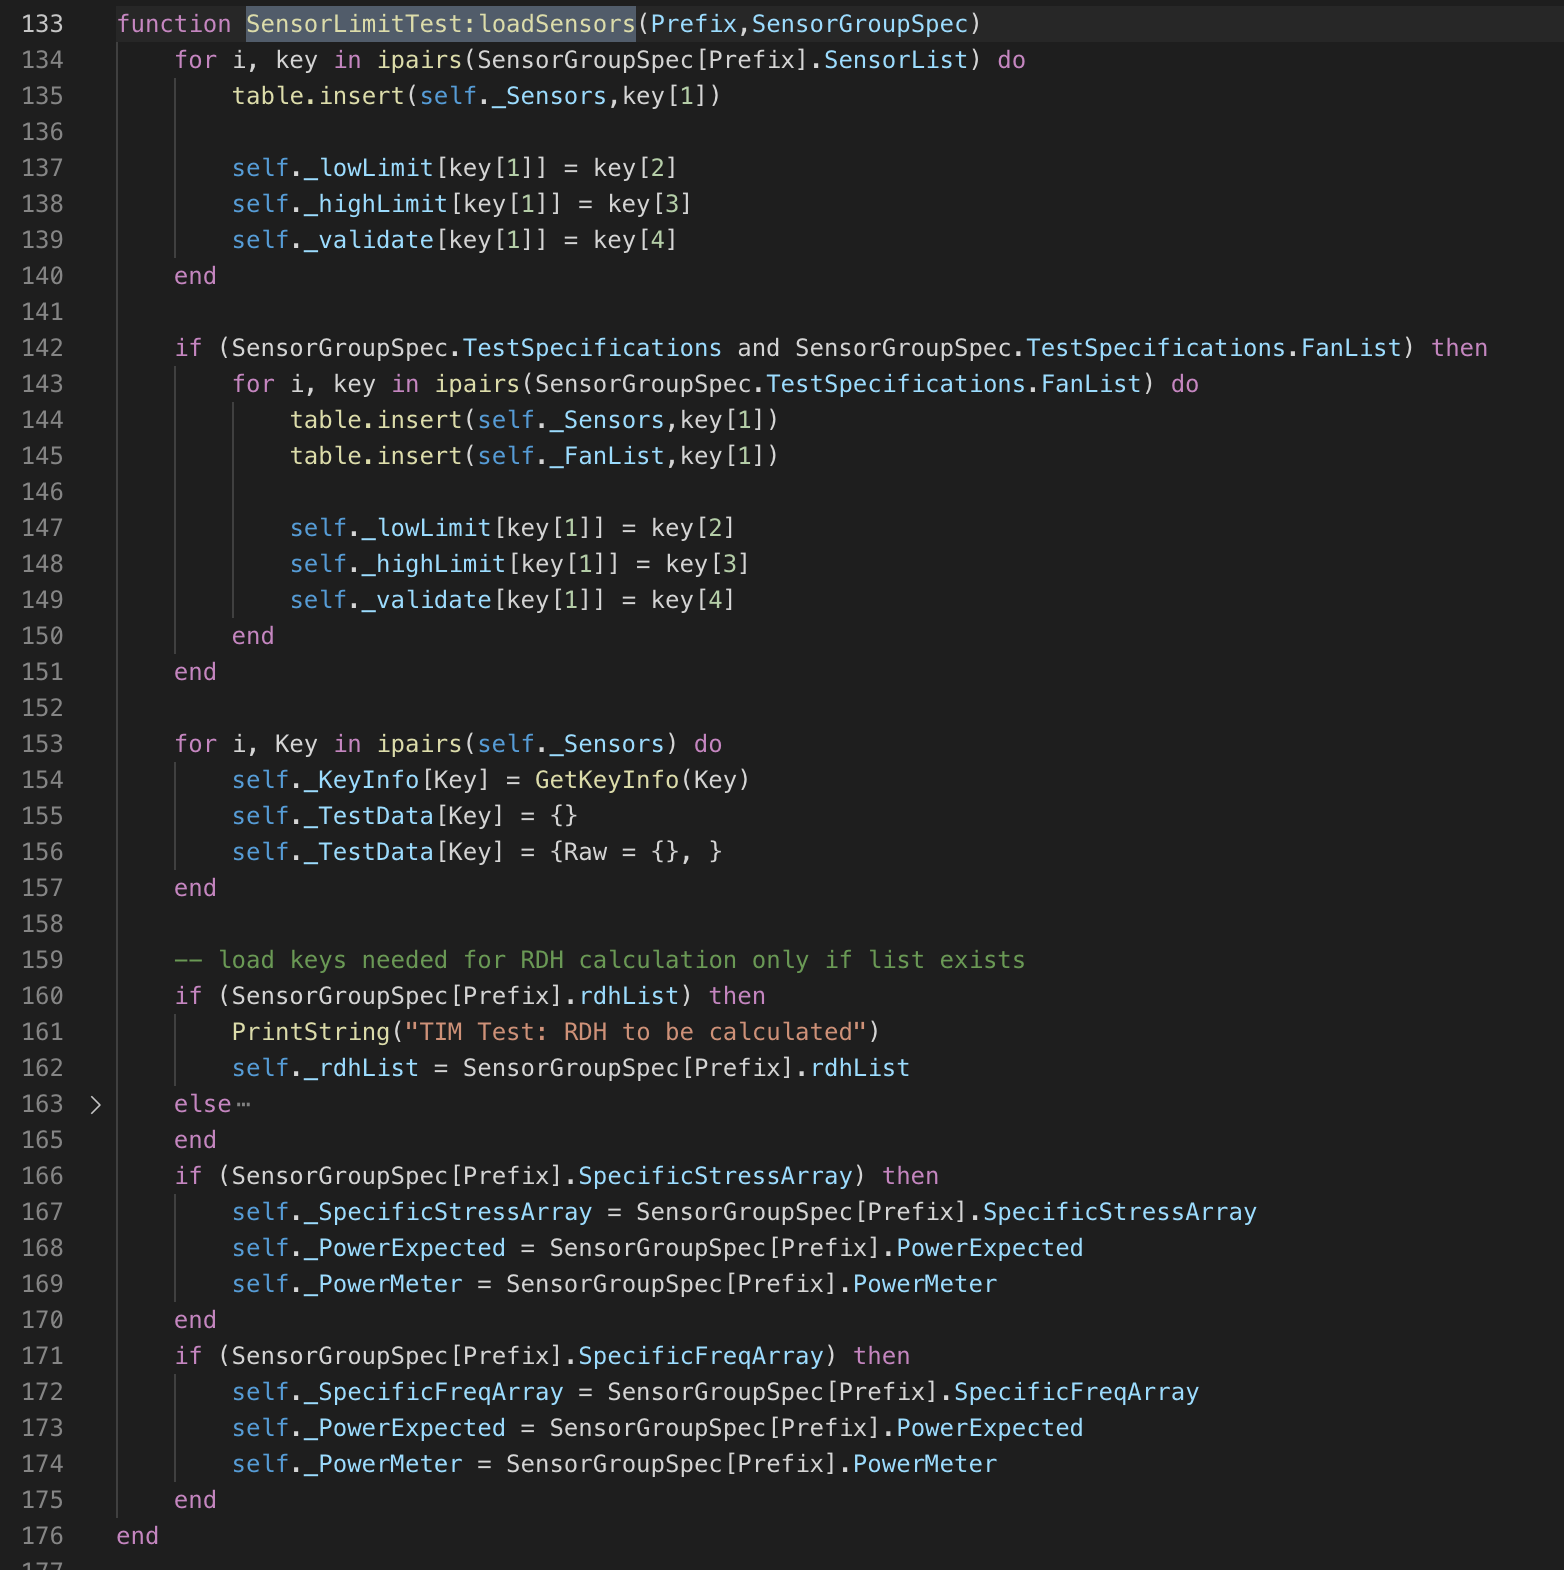 133 function SensorLimitTest:loadSensors(Prefix,SensorGroupSpec)
134     for i, key in ipairs(SensorGroupSpec[Prefix].SensorList) do
135         table.insert(self._Sensors,key[1])
136
137         self._lowLimit[key[1]] = key[2]
138         self._highLimit[key[1]] = key[3]
139         self._validate[key[1]] = key[4]
140     end
141
142     if (SensorGroupSpec.TestSpecifications and SensorGroupSpec.TestSpecifications.FanList) then
143         for i, key in ipairs(SensorGroupSpec.TestSpecifications.FanList) do
144             table.insert(self._Sensors,key[1])
145             table.insert(self._FanList,key[1])
146
147             self._lowLimit[key[1]] = key[2]
148             self._highLimit[key[1]] = key[3]
149             self._validate[key[1]] = key[4]
150         end
151     end
152
153     for i, Key in ipairs(self._Sensors) do
154         self._KeyInfo[Key] = GetKeyInfo(Key)
155         self._TestData[Key] = {}
156         self._TestData[Key] = {Raw = {}, }
157     end
158
159     -- load keys needed for RDH calculation only if list exists
160     if (SensorGroupSpec[Prefix].rdhList) then
161         PrintString("TIM Test: RDH to be calculated")
162         self._rdhList = SensorGroupSpec[Prefix].rdhList
163 >   else⋯
165     end
166     if (SensorGroupSpec[Prefix].SpecificStressArray) then
167         self._SpecificStressArray = SensorGroupSpec[Prefix].SpecificStressArray
168         self._PowerExpected = SensorGroupSpec[Prefix].PowerExpected
169         self._PowerMeter = SensorGroupSpec[Prefix].PowerMeter
170     end
171     if (SensorGroupSpec[Prefix].SpecificFreqArray) then
172         self._SpecificFreqArray = SensorGroupSpec[Prefix].SpecificFreqArray
173         self._PowerExpected = SensorGroupSpec[Prefix].PowerExpected
174         self._PowerMeter = SensorGroupSpec[Prefix].PowerMeter
175     end
176 end